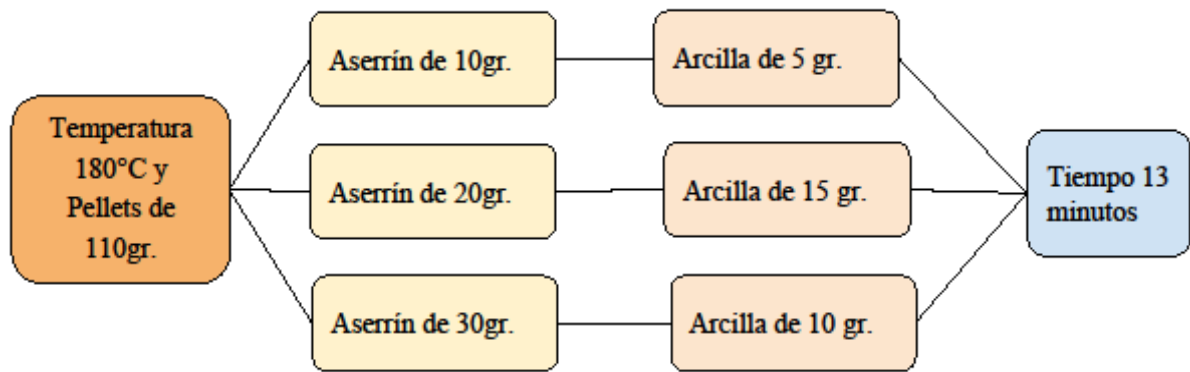 Temperatura
180°C y
Pellets de
110gr.
Aserrín de 10gr.
Arcilla de 5 gr.
Aserrín de 20gr.
Arcilla de 15 gr.
Aserrín de 30gr.
Arcilla de 10 gr.
Tiempo 13
minutos